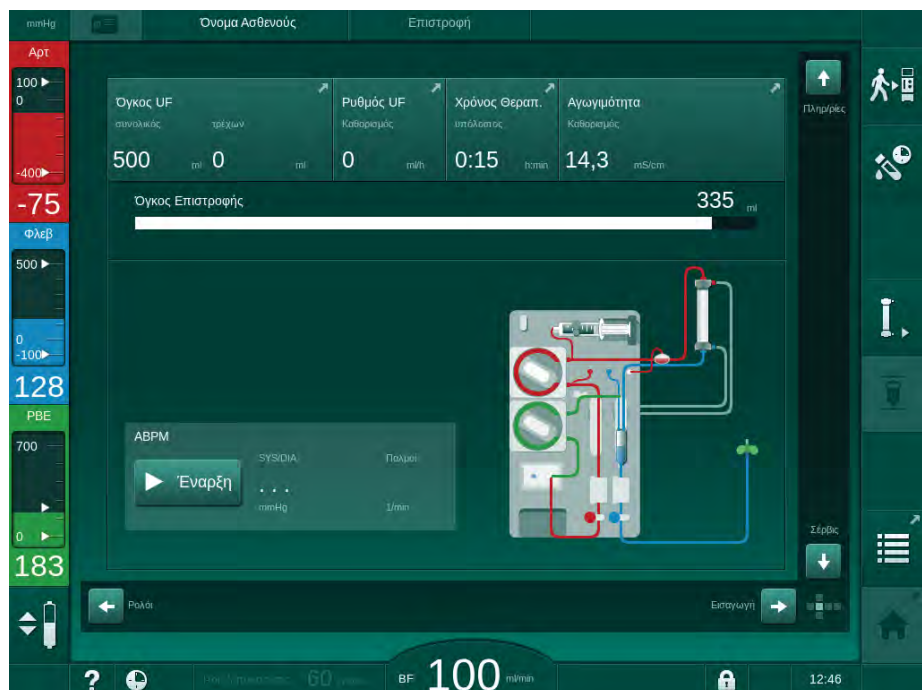 mmHg Όνομα Ασθενούς Επιστροφή
Αρτ
100
0
-400
-75
Φλεβ
500
0
-100
128
PBE
700
0
183
Όγκος UF
συνολικός τρέχων
500 ml 0 ml
Ρυθμός UF
Καθορισμός
0 ml/h
Χρόνος Θεραπ.
υπόλοιπος
0:15 h:min
Αγωγιμότητα
Καθορισμός
14,3 mS/cm
Πληρ/ρίες
Όγκος Επιστροφής 335 ml
ABPM
SYS/DIA Παλμοί
Έναρξη . . .
mmHg 1/min
Σέρβις
Ρολόι Εισαγωγή
? 60 BF 100 ml/min 12:46